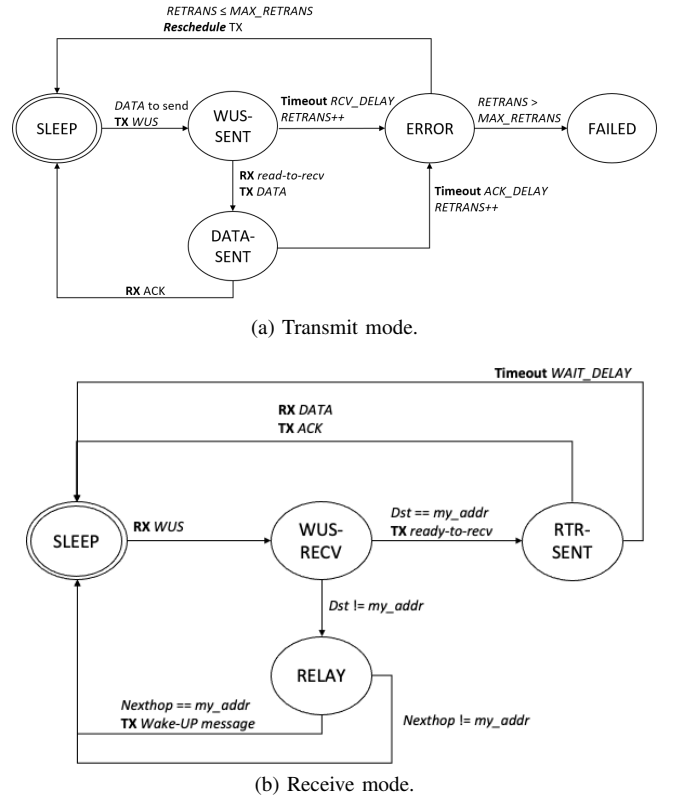 RETRANS ≤ MAX_RETRANS
Reschedule TX
SLEEP
DATA to send
TX WUS
WUS-
SENT
Timeout RCV_DELAY
RETRANS++
ERROR
RETRANS >
MAX_RETRANS
FAILED
RX read-to-recv
TX DATA
Timeout ACK_DELAY
RETRANS++
DATA-
SENT
RX ACK
(a) Transmit mode.
Timeout WAIT_DELAY
RX DATA
TX ACK
SLEEP
RX WUS
WUS-
RECV
Dst == my_addr
TX ready-to-recv
RTR-
SENT
Dst != my_addr
RELAY
Nexthop == my_addr
TX Wake-UP message
Nexthop != my_addr
(b) Receive mode.